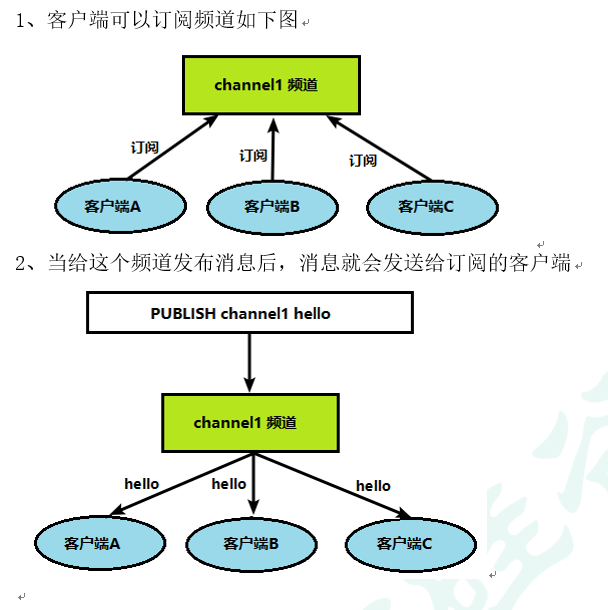 1、客户端可以订阅频道如下图
channel1 频道
订阅
订阅
订阅
客户端A
客户端B
客户端C
2、当给这个频道发布消息后，消息就会发送给订阅的客户端
PUBLISH channel1 hello
channel1 频道
hello
hello
hello
客户端A
客户端B
客户端C